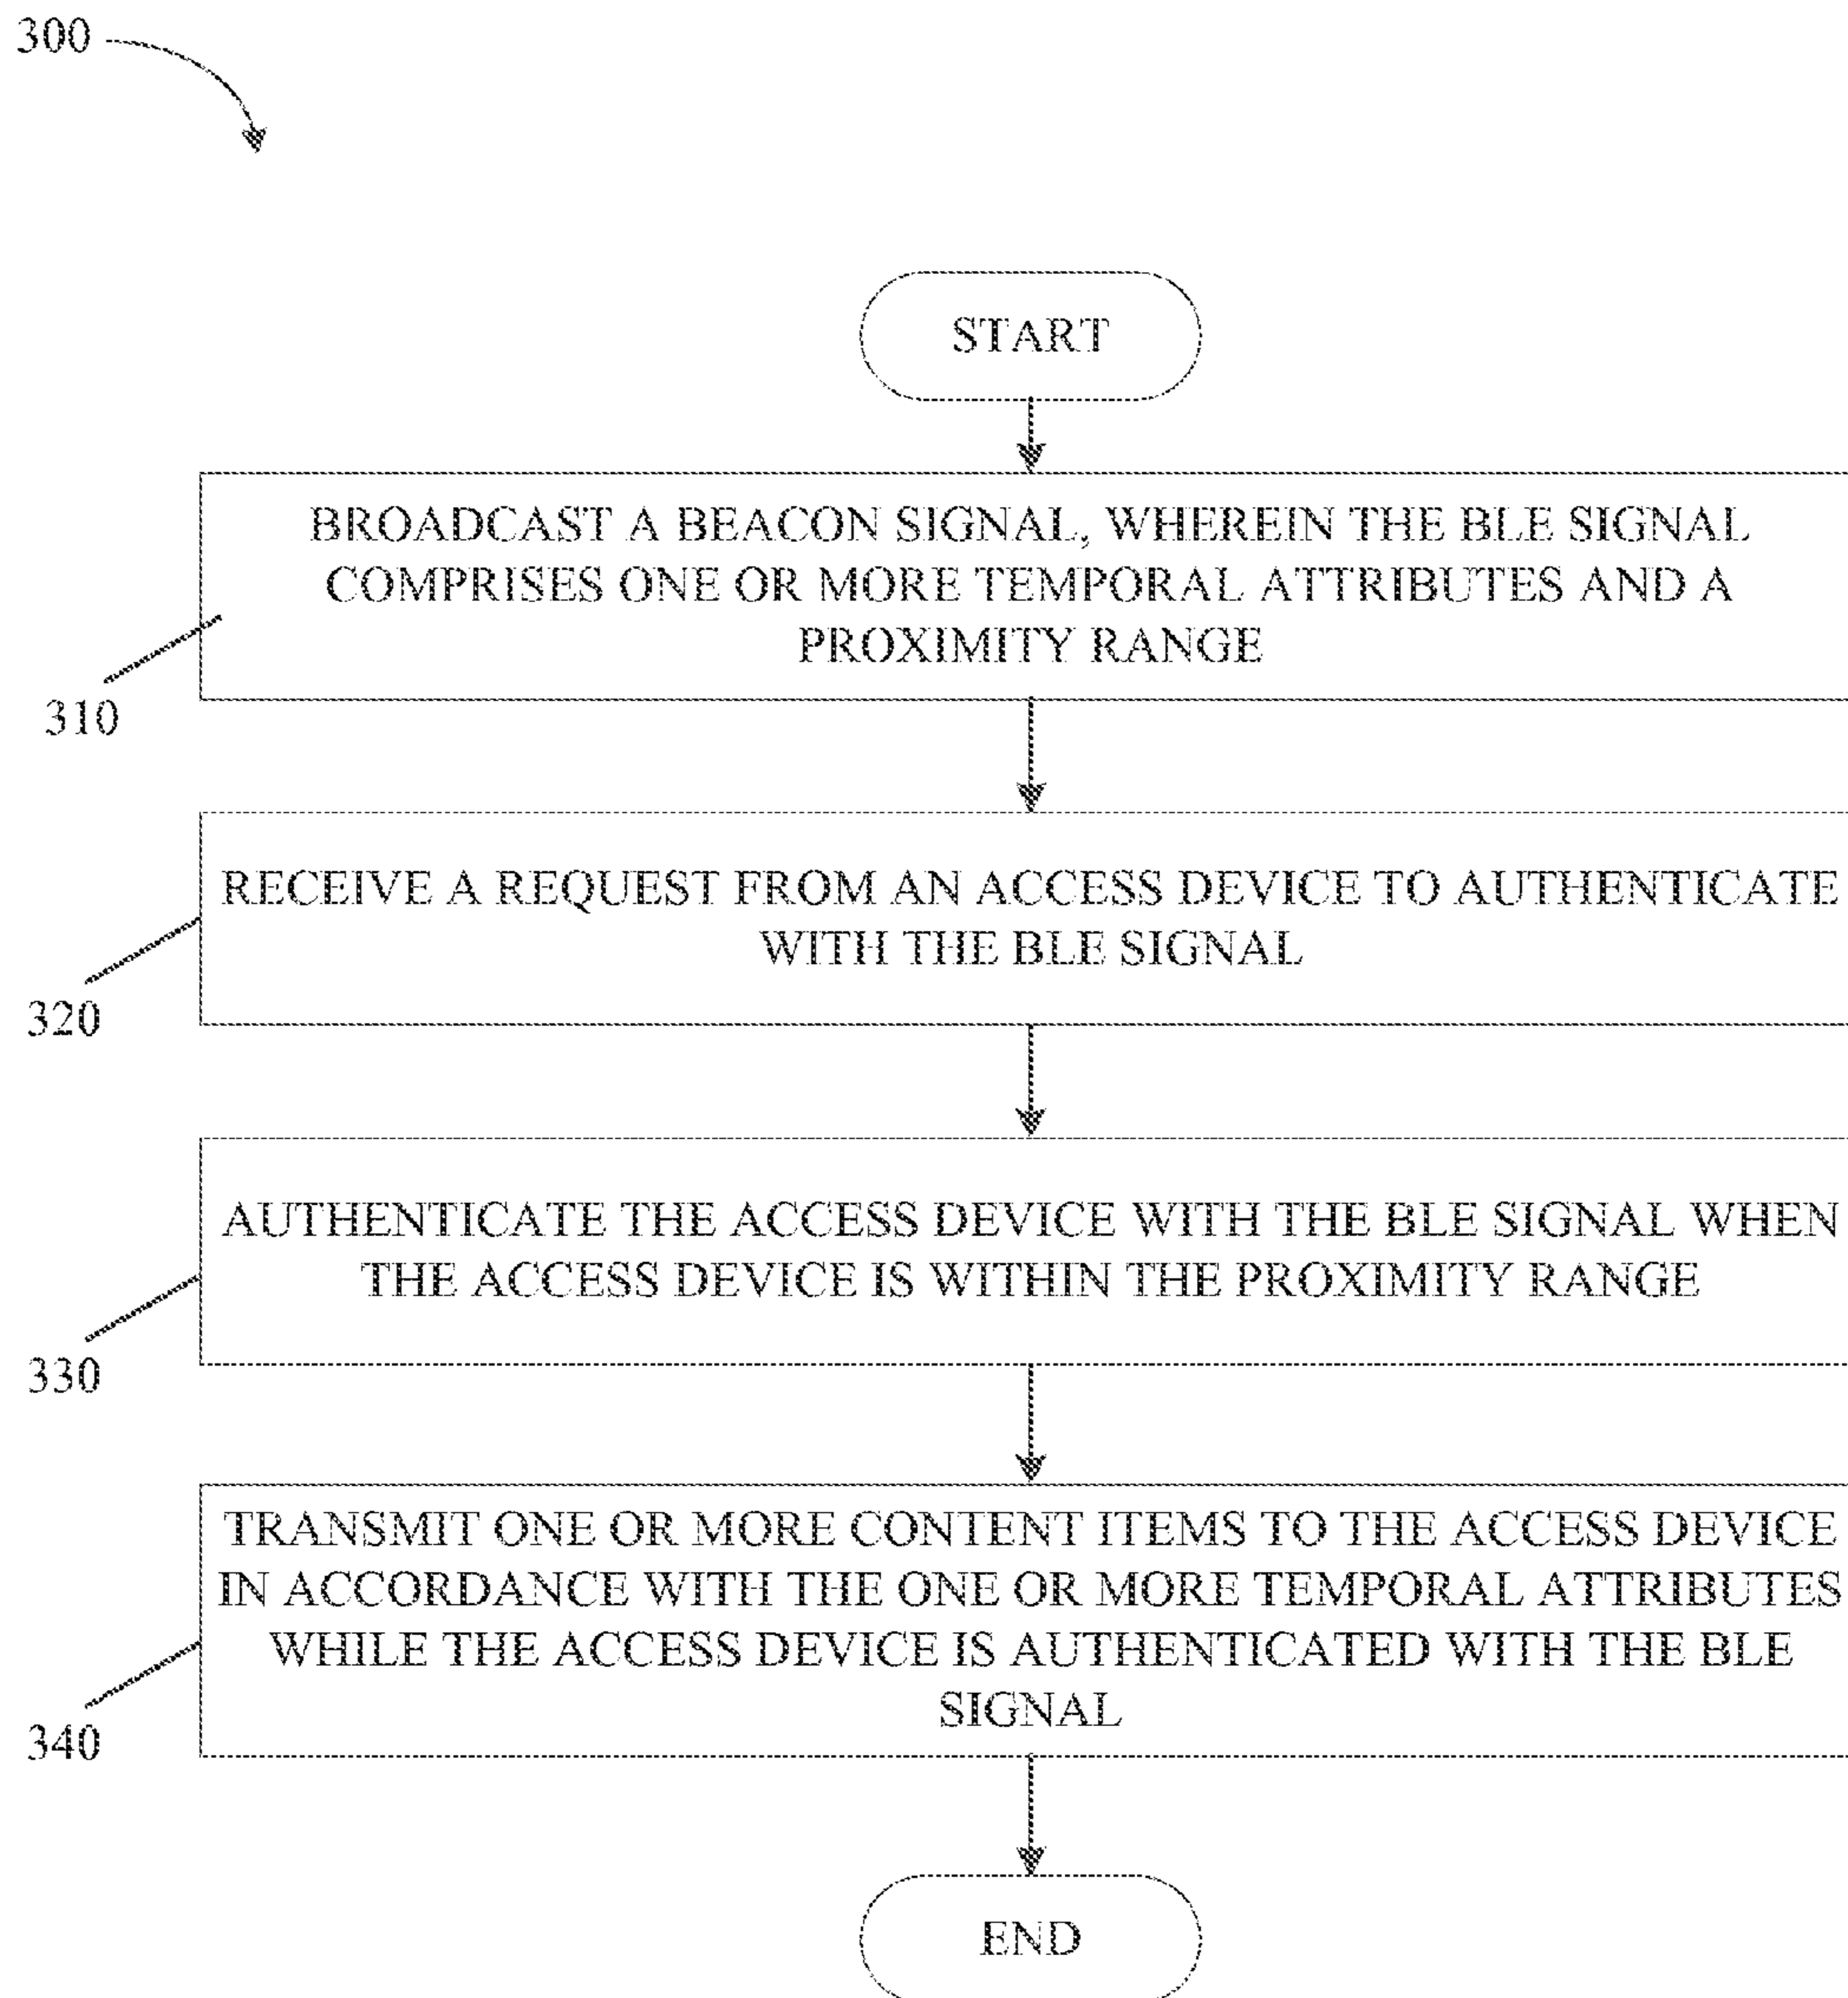 300
START
BROADCAST A BEACON SIGNAL, WHEREIN THE BLE SIGNAL
COMPRISES ONE OR MORE TEMPORAL ATTRIBUTES AND A
PROXIMITY RANGE
310
RECEIVE A REQUEST FROM AN ACCESS DEVICE TO AUTHENTICATE
WITH THE BLE SIGNAL
320
AUTHENTICATE THE ACCESS DEVICE WITH THE BLE SIGNAL WHEN
THE ACCESS DEVICE IS WITHIN THE PROXIMITY RANGE
330
TRANSMIT ONE OR MORE CONTENT ITEMS TO THE ACCESS DEVICE
IN ACCORDANCE WITH THE ONE OR MORE TEMPORAL ATTRIBUTES
WHILE THE ACCESS DEVICE IS AUTHENTICATED WITH THE BLE
SIGNAL
340
END